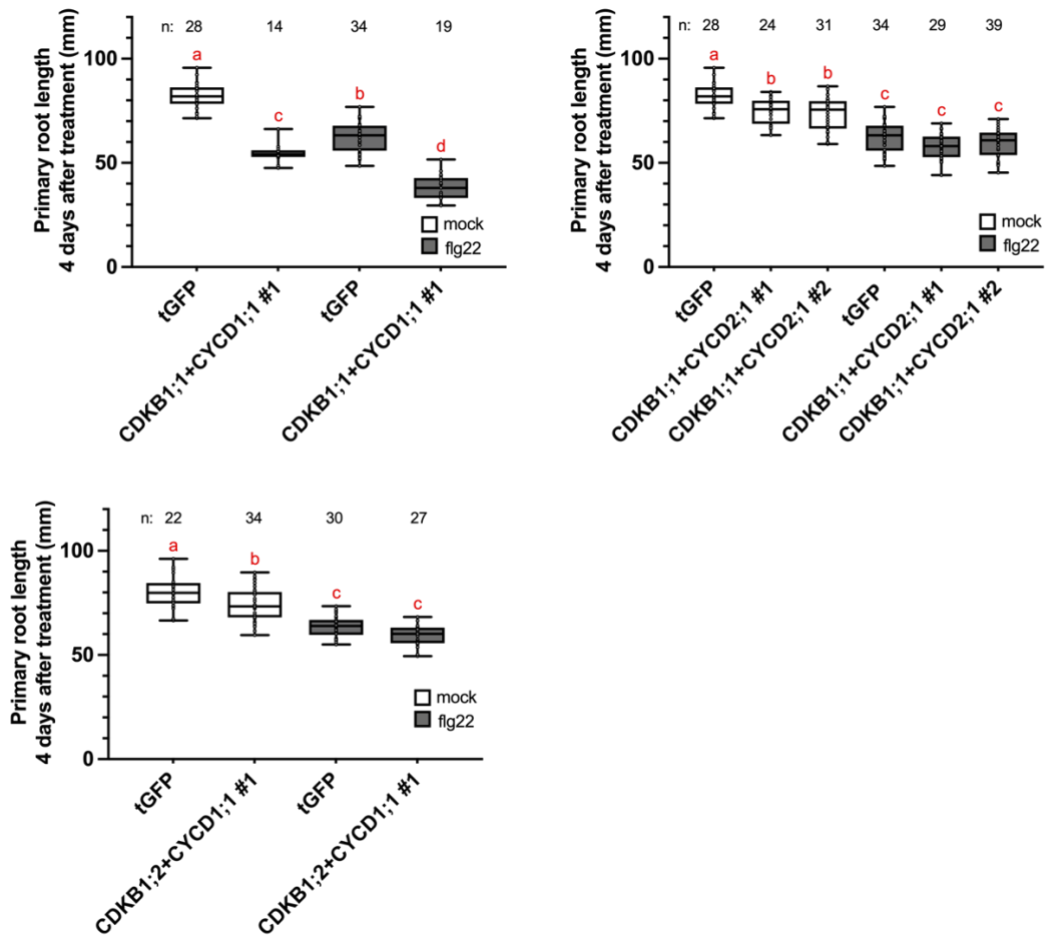 n: 28 14 34 19
Primary root length
4 days after treatment (mm)
100
50
0
a
c
b
d
mock
flg22
tGFP
CDKB1;1+CYCD1;1 #1
tGFP
CDKB1;1+CYCD1;1 #1
n: 28 24 31 34 29 39
Primary root length
4 days after treatment (mm)
100
50
0
a
b
b
c
c
c
mock
flg22
tGFP
CDKB1;1+CYCD2;1 #1
CDKB1;1+CYCD2;1 #2
tGFP
CDKB1;1+CYCD2;1 #1
CDKB1;1+CYCD2;1 #2
n: 22 34 30 27
Primary root length
4 days after treatment (mm)
100
50
0
a
b
c
c
mock
flg22
tGFP
CDKB1;2+CYCD1;1 #1
tGFP
CDKB1;2+CYCD1;1 #1